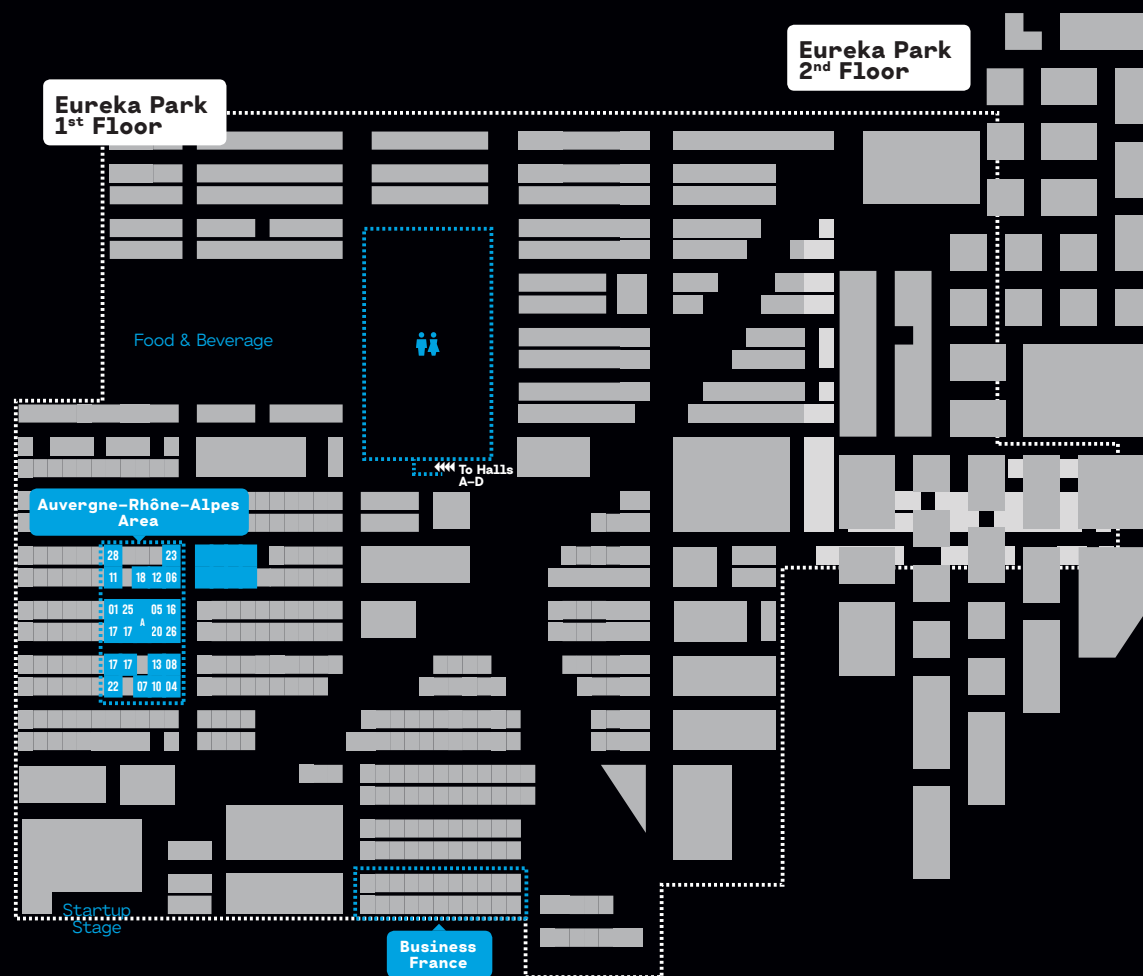 Eureka Park
2nd Floor
Eureka Park
1st Floor
Food & Beverage
To Halls
A-D
Auvergne-Rhône-Alpes
Area
28 23
11 18 12 06
01 25 05 16
A
17 17 20 26
17 17 13 08
22 07 10 04
Startup
Stage
Business
France